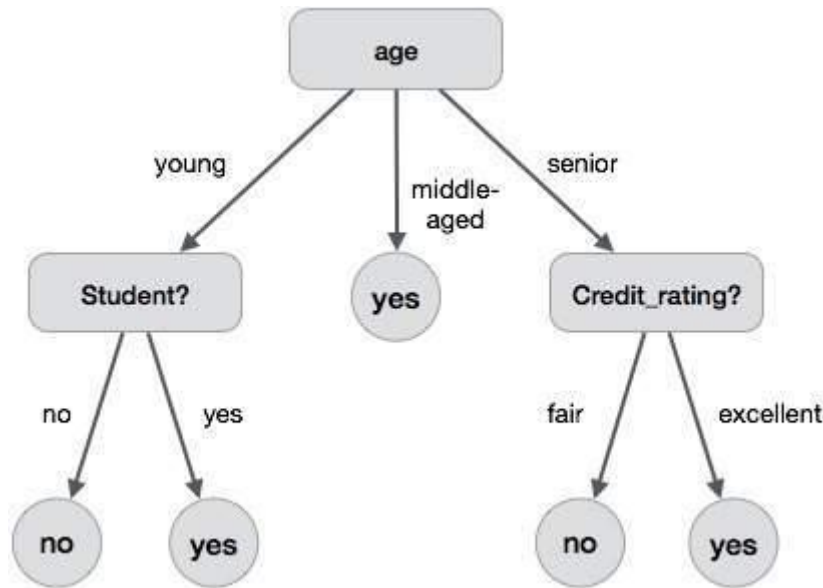 age
young
middle-
aged
senior
Student?
yes
Credit_rating?
no
yes
fair
excellent
no
yes
no
yes